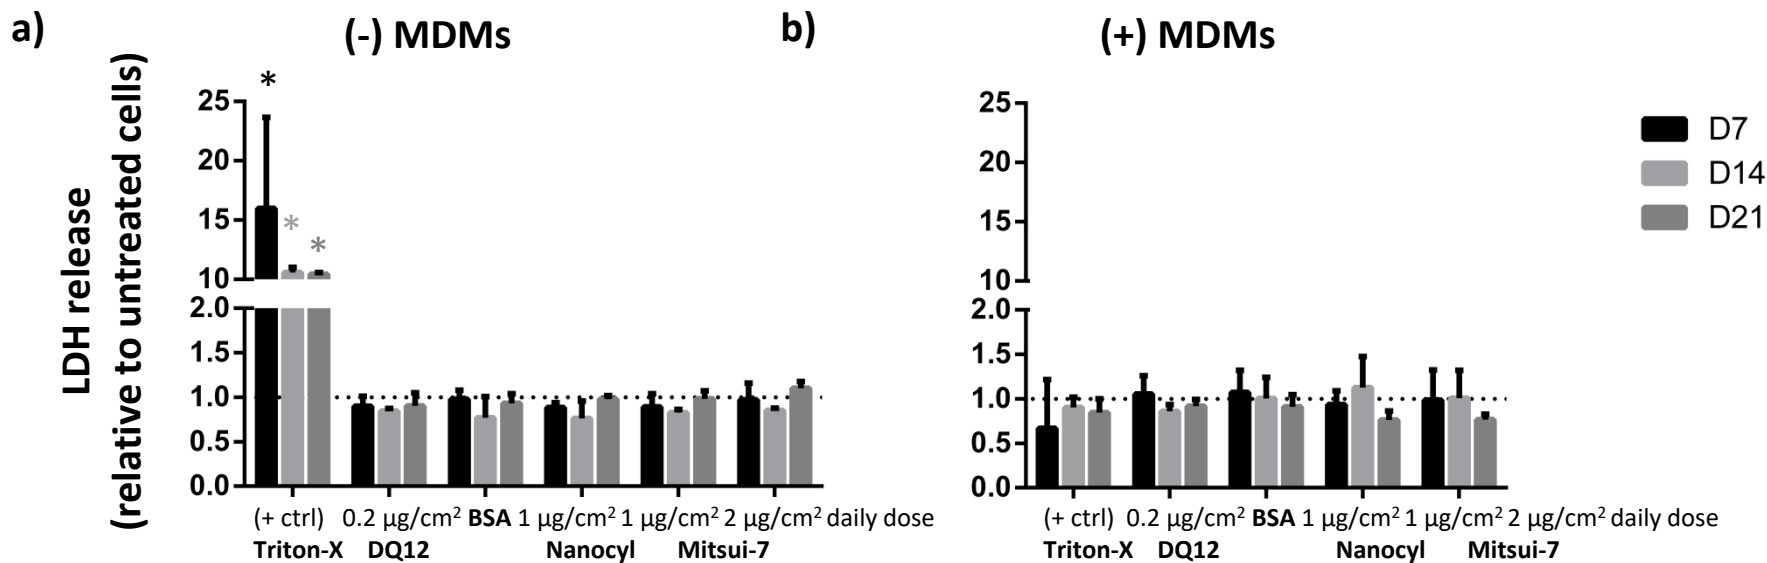 a)
(-) MDMs
b)
(+) MDMs
LDH release
(relative to untreated cells)
*
25
20
15
*
*
10
2.0
1.5
1.0
0.5
0.0
(+ ctrl) 0.2 µg/cm² BSA 1 µg/cm² 1 µg/cm² 2 µg/cm² daily dose
Triton-X DQ12 Nanocyl Mitsui-7
25
20
15
10
2.0
1.5
1.0
0.5
0.0
(+ ctrl) 0.2 µg/cm² BSA 1 µg/cm² 1 µg/cm² 2 µg/cm² daily dose
Triton-X DQ12 Nanocyl Mitsui-7
D7
D14
D21